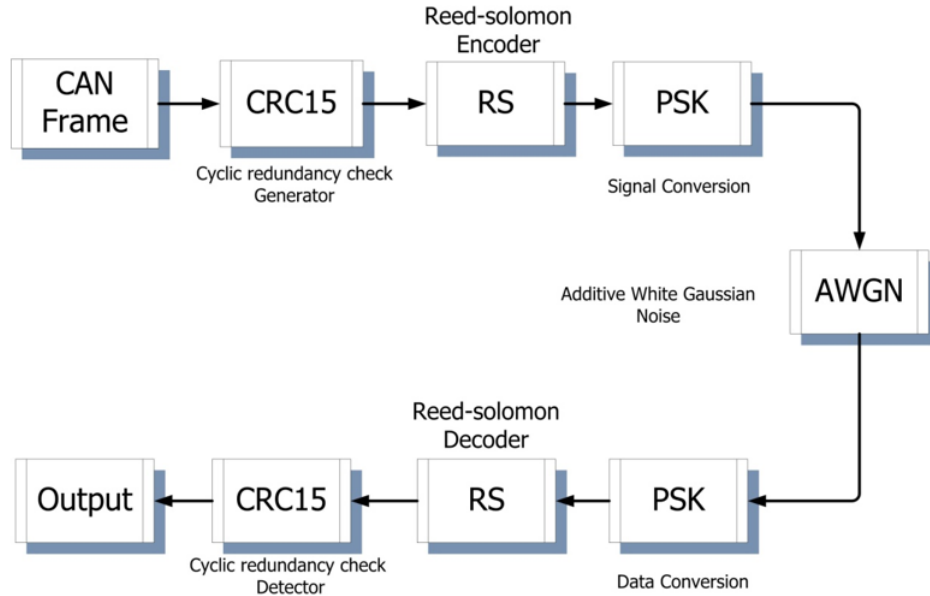 Reed-solomon
Encoder
CAN
Frame
CRC15
RS
PSK
Cyclic redundancy check
Generator
Signal Conversion
Additive White Gaussian
Noise
AWGN
Reed-solomon
Decoder
Output
CRC15
RS
PSK
Cyclic redundancy check
Detector
Data Conversion